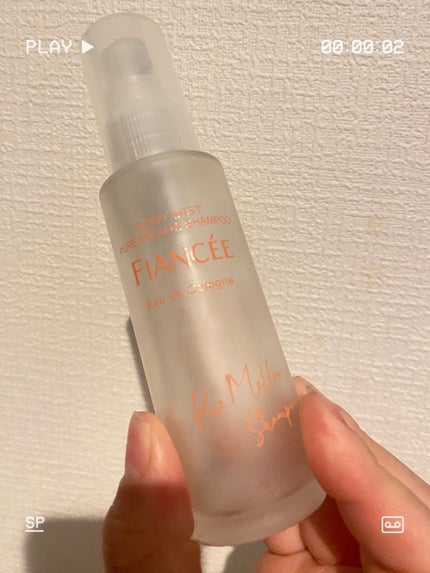 PLAY ▶
00:00:02
BODY MIST
PURE MELLOW SHAMPOO
FIANCÉE
Eau de Cologne
Pure Mellow
Shampoo
SP